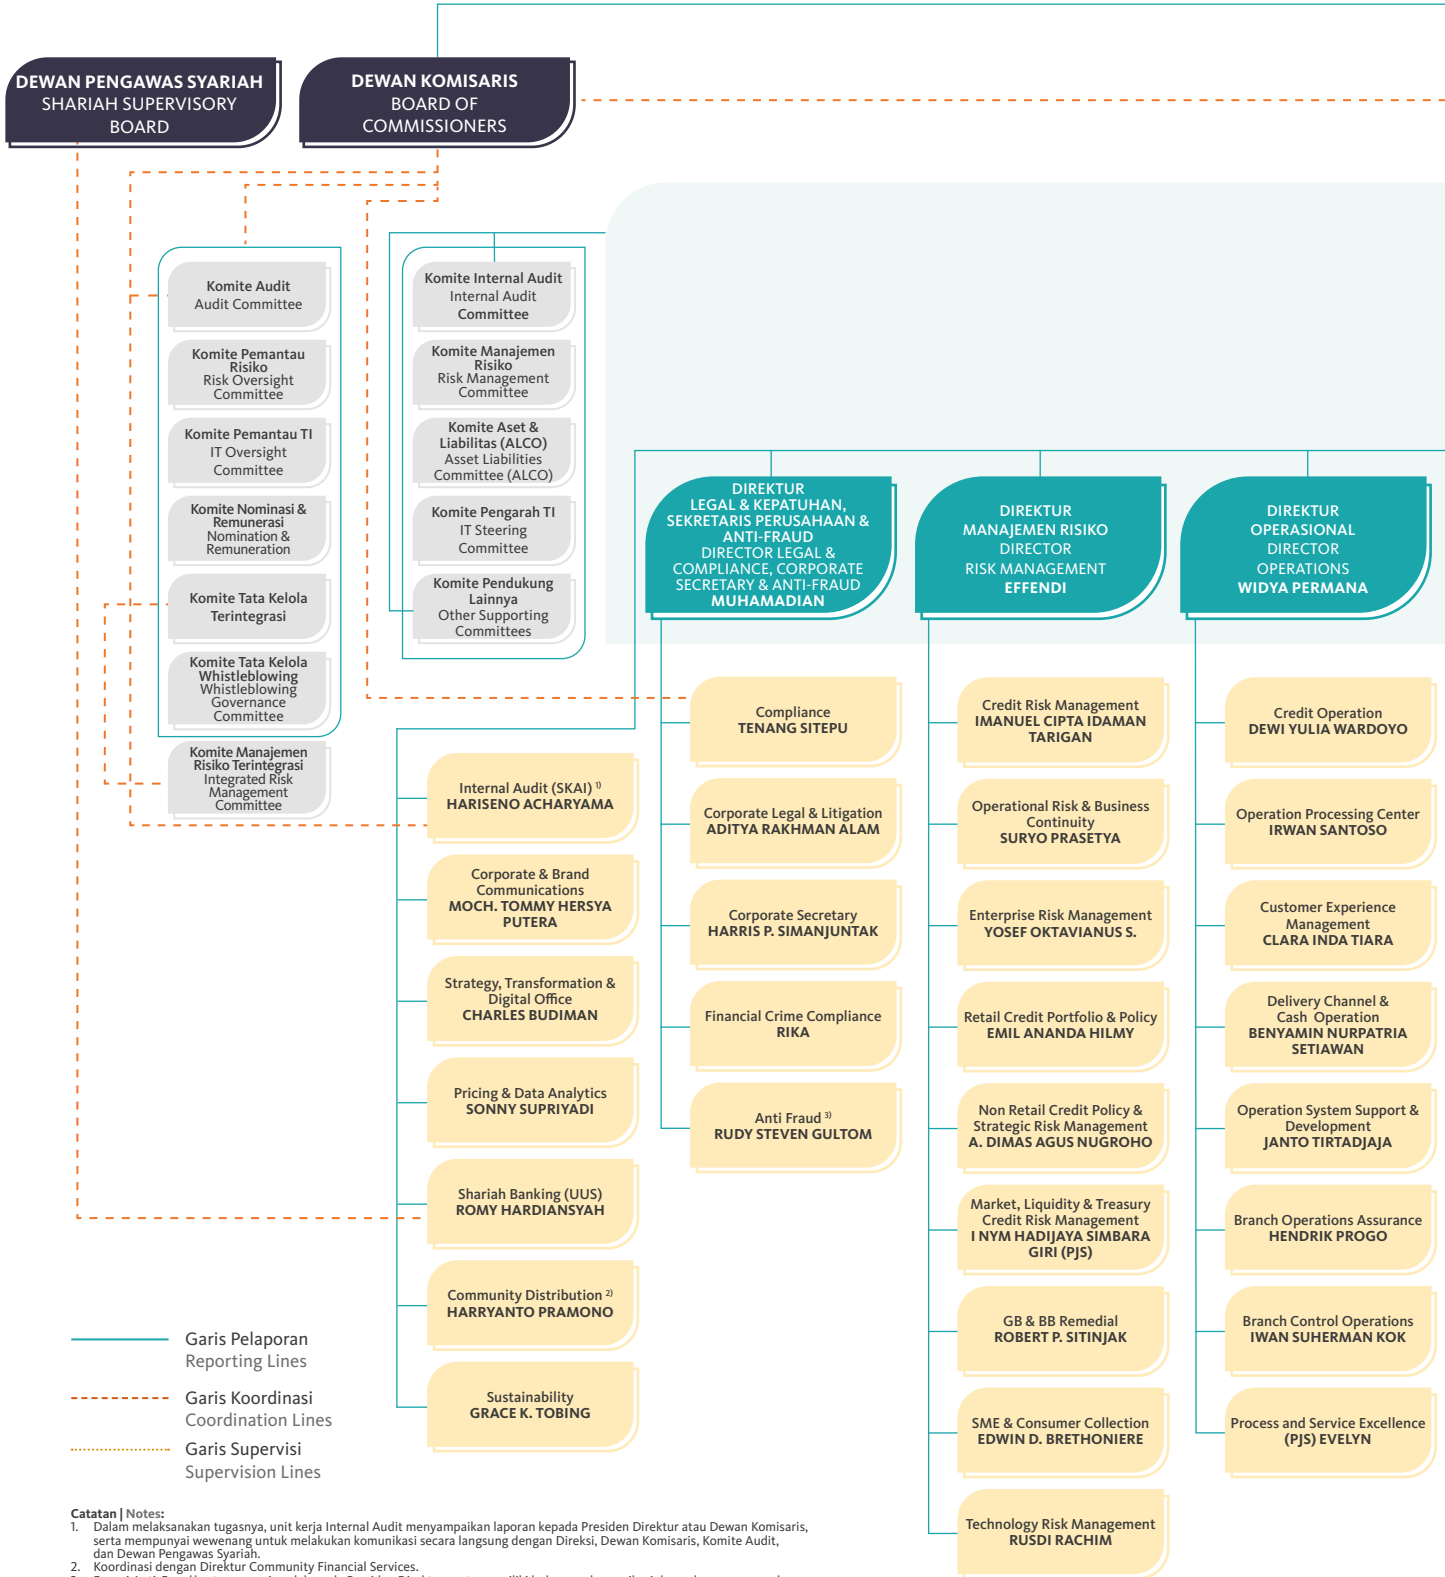 DEWAN PENGAWAS SYARIAH
SHARIAH SUPERVISORY
BOARD
DEWAN KOMISARIS
BOARD OF
COMMISSIONERS
Komite Audit
Audit Committee
Komite Pemantau
Risiko
Risk Oversight
Committee
Komite Pemantau TI
IT Oversight
Committee
Komite Nominasi &
Remunerasi
Nomination &
Remuneration
Komite Tata Kelola
Terintegrasi
Komite Tata Kelola
Whistleblowing
Whistleblowing
Governance
Committee
Komite Manajemen
Risiko Terintegrasi
Integrated Risk
Management
Committee
Komite Internal Audit
Internal Audit
Committee
Komite Manajemen
Risiko
Risk Management
Committee
Komite Aset &
Liabilitas (ALCO)
Asset Liabilities
Committee (ALCO)
Komite Pengarah TI
IT Steering
Committee
Komite Pendukung
Lainnya
Other Supporting
Committees
DIREKTUR
LEGAL & KEPATUHAN,
SEKRETARIS PERUSAHAAN &
ANTI-FRAUD
DIRECTOR LEGAL &
COMPLIANCE, CORPORATE
SECRETARY & ANTI-FRAUD
MUHAMADIAN
DIREKTUR
MANAJEMEN RISIKO
DIRECTOR
RISK MANAGEMENT
EFFENDI
DIREKTUR
OPERASIONAL
DIRECTOR
OPERATIONS
WIDYA PERMANA
Internal Audit (SKAI) 1)
HARISENO ACHARYAMA
Corporate & Brand
Communications
MOCH. TOMMY HERSYA
PUTERA
Strategy, Transformation &
Digital Office
CHARLES BUDIMAN
Pricing & Data Analytics
SONNY SUPRIYADI
Shariah Banking (UUS)
ROMY HARDIANSYAH
Community Distribution 2)
HARRYANTO PRAMONO
Sustainability
GRACE K. TOBING
Compliance
TENANG SITEPU
Corporate Legal & Litigation
ADITYA RAKHMAN ALAM
Corporate Secretary
HARRIS P. SIMANJUNTAK
Financial Crime Compliance
RIKA
Anti Fraud 3)
RUDY STEVEN GULTOM
Credit Risk Management
IMANUEL CIPTA IDAMAN
TARIGAN
Operational Risk & Business
Continuity
SURYO PRASETYA
Enterprise Risk Management
YOSEF OKTAVIANUS S.
Retail Credit Portfolio & Policy
EMIL ANANDA HILMY
Non Retail Credit Policy &
Strategic Risk Management
A. DIMAS AGUS NUGROHO
Market, Liquidity & Treasury
Credit Risk Management
I NYM HADIJAYA SIMBARA
GIRI (PJS)
GB & BB Remedial
ROBERT P. SITINJAK
SME & Consumer Collection
EDWIN D. BRETHONIERE
Technology Risk Management
RUSDI RACHIM
Credit Operation
DEWI YULIA WARDOYO
Operation Processing Center
IRWAN SANTOSO
Customer Experience
Management
CLARA INDA TIARA
Delivery Channel &
Cash Operation
BENYAMIN NURPATRIA
SETIAWAN
Operation System Support &
Development
JANTO TIRTADJAJA
Branch Operations Assurance
HENDRIK PROGO
Branch Control Operations
IWAN SUHERMAN KOK
Process and Service Excellence
(PJS) EVELYN
Garis Pelaporan
Reporting Lines
Garis Koordinasi
Coordination Lines
Garis Supervisi
Supervision Lines
Catatan | Notes:
1. Dalam melaksanakan tugasnya, unit kerja Internal Audit menyampaikan laporan kepada Presiden Direktur atau Dewan Komisaris,
serta mempunyai wewenang untuk melakukan komunikasi secara langsung dengan Direksi, Dewan Komisaris, Komite Audit,
dan Dewan Pengawas Syariah.
2. Koordinasi dengan Direktur Community Financial Services.